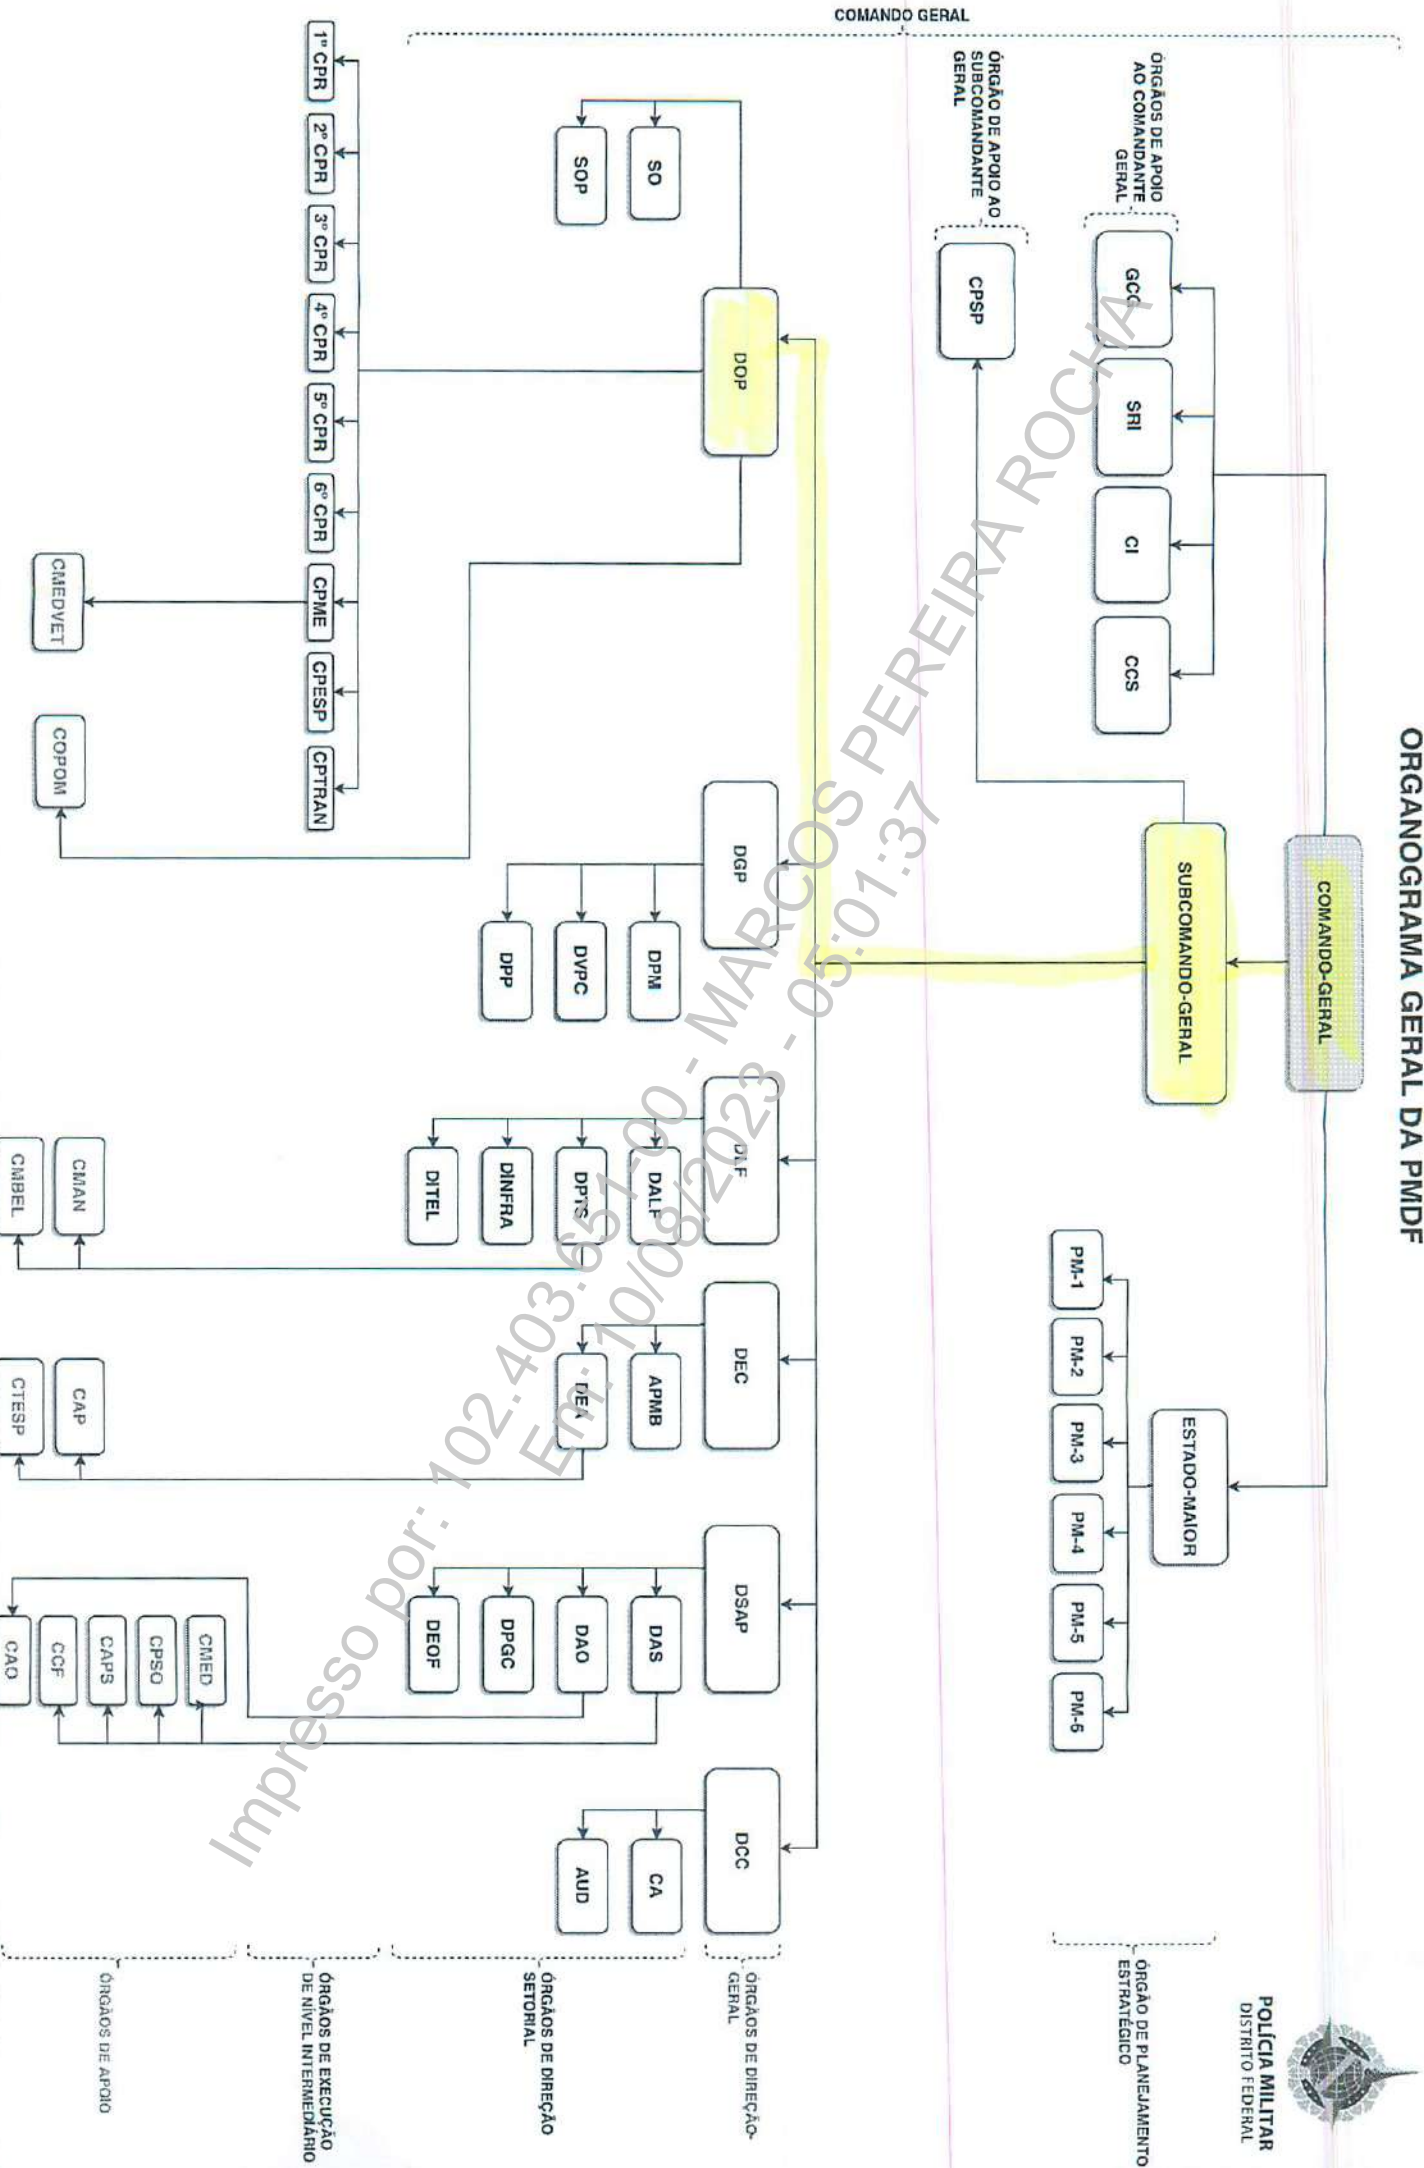 ORGANOGRAMA GERAL DA PMDF
POLÍCIA MILITAR
DISTRITO FEDERAL
COMANDO GERAL
COMANDO-GERAL
SUBCOMANDO-GERAL
ESTADO-MAIOR
ÓRGÃO DE PLANEJAMENTO
ESTRATÉGICO
PM-1
PM-2
PM-3
PM-4
PM-5
PM-6
ÓRGÃOS DE APOIO
AO COMANDANTE
GERAL
GCG
SRI
CI
CCS
ÓRGÃO DE APOIO AO
SUBCOMANDANTE
GERAL
CPSP
DOP
DGP
DLF
DEC
DSAP
DCC
ÓRGÃOS DE DIREÇÃO-
GERAL
SO
SOP
DPM
DVPC
DPP
DALF
DPTS
DINFRA
DITEL
APMB
DEA
DAS
DAO
DPGC
DEOF
CA
AUD
ÓRGÃOS DE DIREÇÃO
SETORIAL
1º CPR
2º CPR
3º CPR
4º CPR
5º CPR
6º CPR
CPME
CPESP
CPTRAN
ÓRGÃOS DE EXECUÇÃO
DE NÍVEL INTERMEDIÁRIO
CMEDVET
COPOM
CMAN
CMBEL
CAP
CTESP
CMED
CPSO
CAPS
CCF
CAO
ÓRGÃOS DE APOIO
Impresso por: 102.403.651-00 - MARCOS PEREIRA ROCHA
Em: 10/08/2023 - 05:01:37